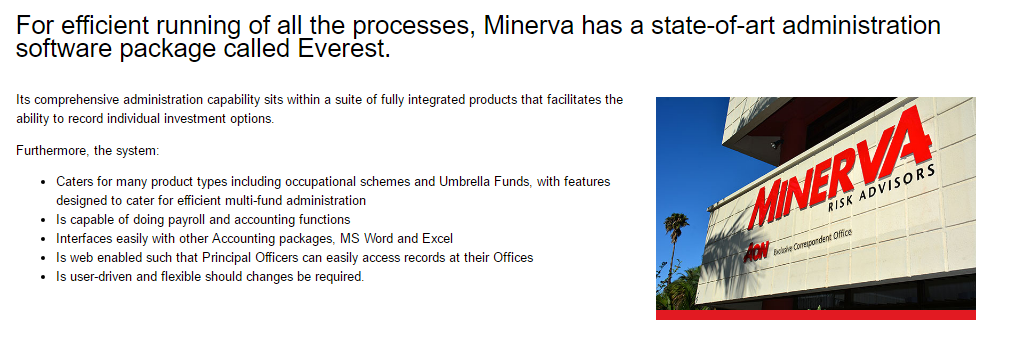 For efficient running of all the processes, Minerva has a state-of-art administration
software package called Everest.
Its comprehensive administration capability sits within a suite of fully integrated products that facilitates the
ability to record individual investment options.
Furthermore, the system:
• Caters for many product types including occupational schemes and Umbrella Funds, with features
designed to cater for efficient multi-fund administration
• Is capable of doing payroll and accounting functions
• Interfaces easily with other Accounting packages, MS Word and Excel
• Is web enabled such that Principal Officers can easily access records at their Offices
• Is user-driven and flexible should changes be required.
MINERVA
RISK ADVISORS
AON Exclusive Correspondent Office